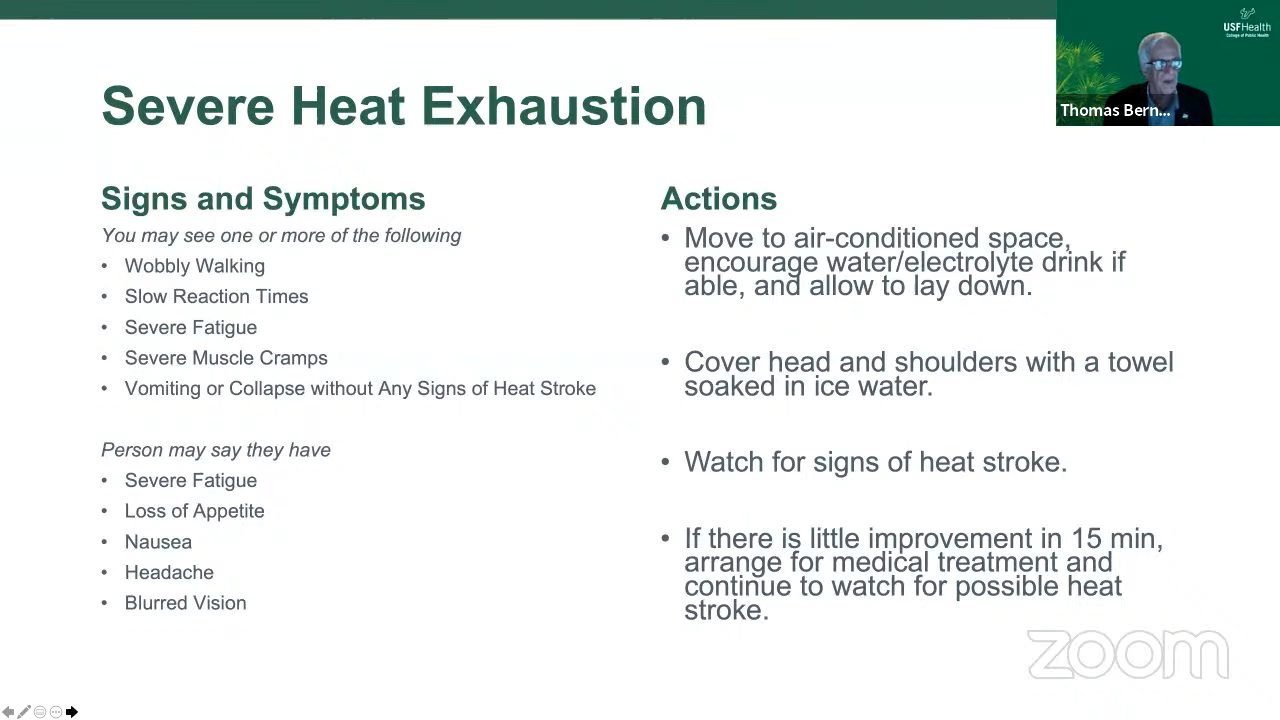 USFHealth
College of Public Health
Thomas Bern...
Severe Heat Exhaustion
Signs and Symptoms
You may see one or more of the following
• Wobbly Walking
• Slow Reaction Times
• Severe Fatigue
• Severe Muscle Cramps
• Vomiting or Collapse without Any Signs of Heat Stroke
Person may say they have
• Severe Fatigue
• Loss of Appetite
• Nausea
• Headache
• Blurred Vision
Actions
• Move to air-conditioned space,
encourage water/electrolyte drink if
able, and allow to lay down.
• Cover head and shoulders with a towel
soaked in ice water.
• Watch for signs of heat stroke.
• If there is little improvement in 15 min,
arrange for medical treatment and
continue to watch for possible heat
stroke.
zoom